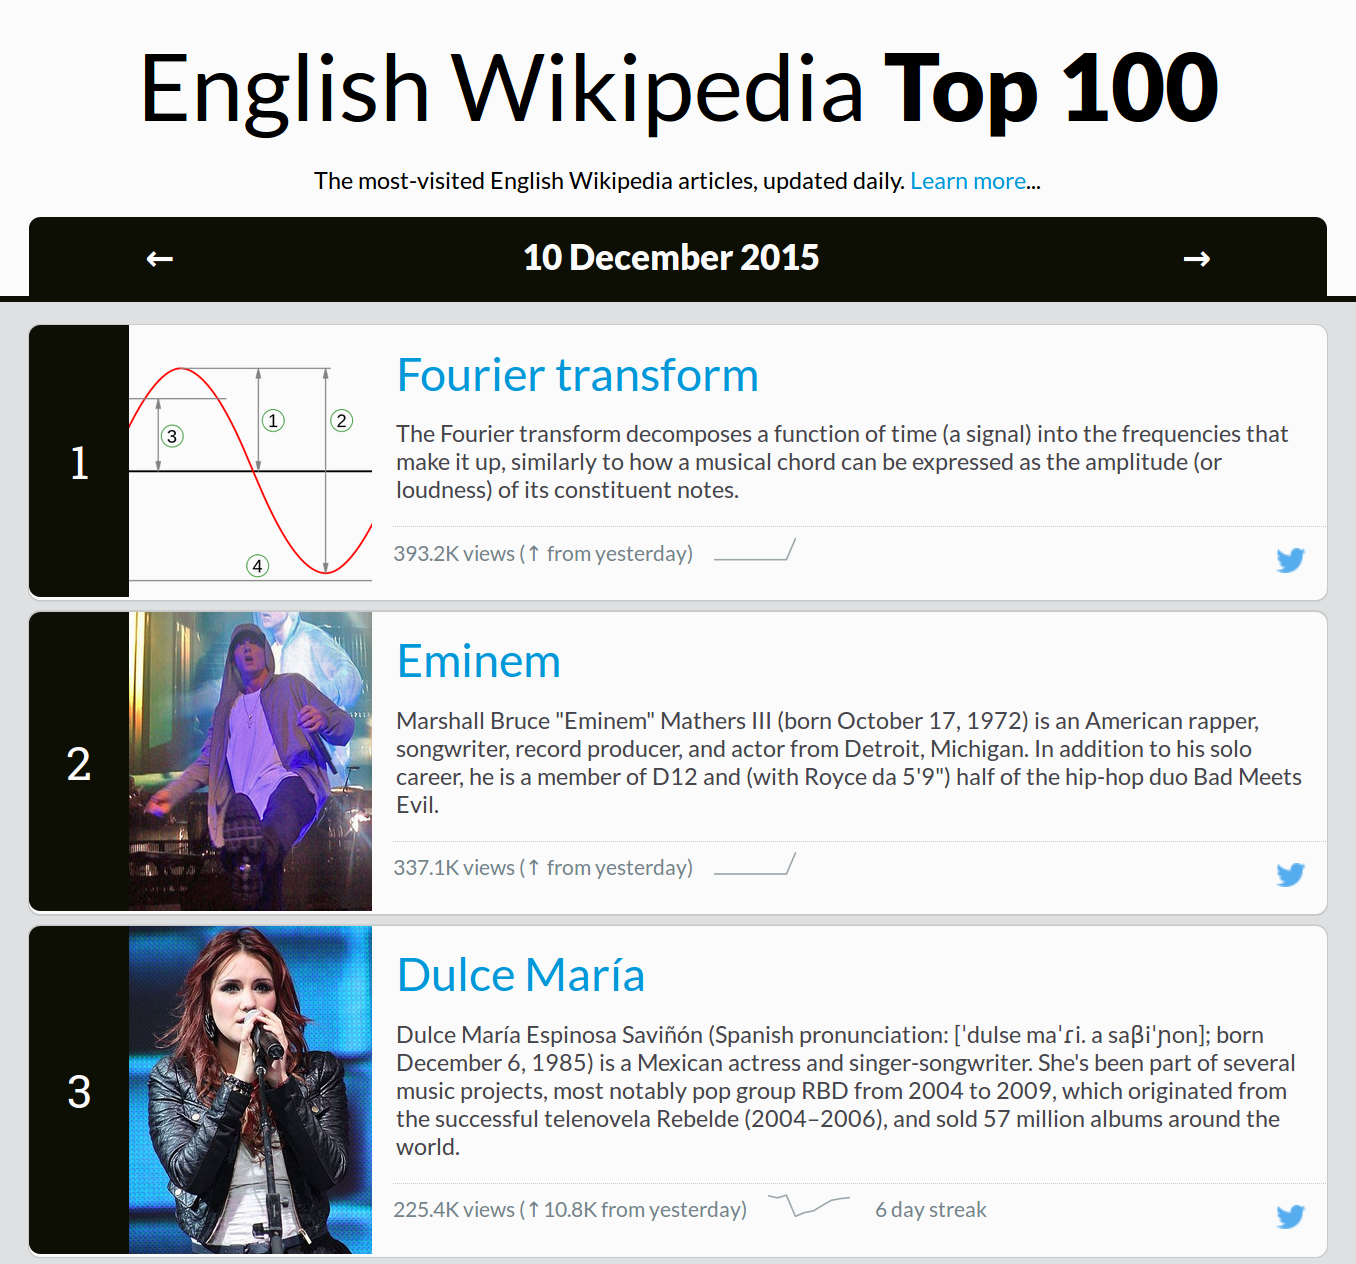 English Wikipedia Top 100
The most-visited English Wikipedia articles, updated daily. Learn more...
← 10 December 2015 →
1
3
1
2
4
Fourier transform
The Fourier transform decomposes a function of time (a signal) into the frequencies that
make it up, similarly to how a musical chord can be expressed as the amplitude (or
loudness) of its constituent notes.
393.2K views (↑ from yesterday)
2
Eminem
Marshall Bruce "Eminem" Mathers III (born October 17, 1972) is an American rapper,
songwriter, record producer, and actor from Detroit, Michigan. In addition to his solo
career, he is a member of D12 and (with Royce da 5'9") half of the hip-hop duo Bad Meets
Evil.
337.1K views (↑ from yesterday)
3
Dulce María
Dulce María Espinosa Saviñón (Spanish pronunciation: [ˈdulse maˈɾi. a saβiˈɲon]; born
December 6, 1985) is a Mexican actress and singer-songwriter. She's been part of several
music projects, most notably pop group RBD from 2004 to 2009, which originated from
the successful telenovela Rebelde (2004–2006), and sold 57 million albums around the
world.
225.4K views (↑ 10.8K from yesterday) 6 day streak